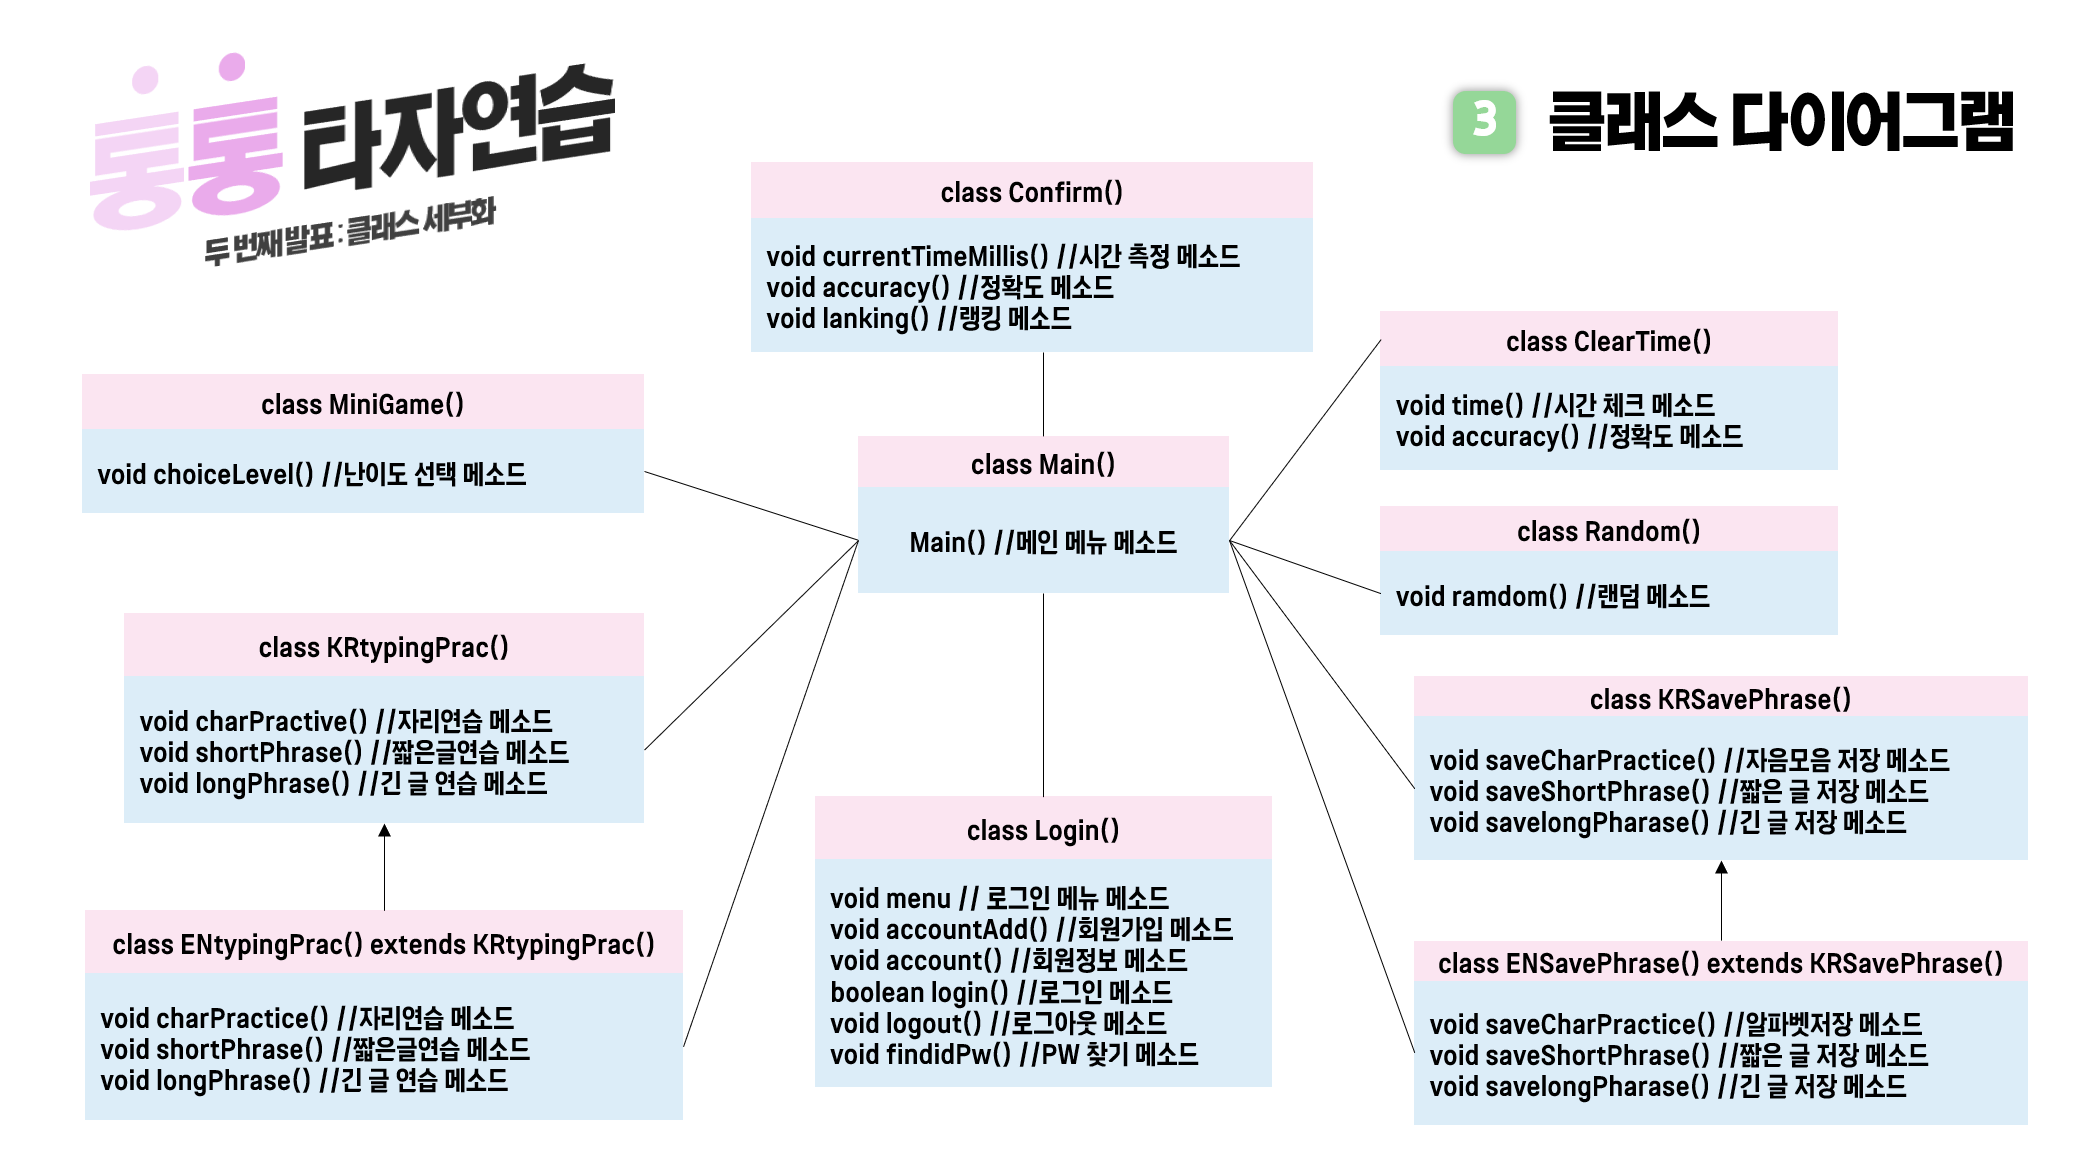 통통 타자연습
두 번째 발표 : 클래스 세부화
3 클래스 다이어그램
class Confirm()
void currentTimeMillis() //시간 측정 메소드
void accuracy() //정확도 메소드
void lanking() //랭킹 메소드
class ClearTime()
void time() //시간 체크 메소드
void accuracy() //정확도 메소드
class MiniGame()
void choiceLevel() //난이도 선택 메소드
class Main()
Main() //메인 메뉴 메소드
class Random()
void ramdom() //랜덤 메소드
class KRtypingPrac()
void charPractive() //자리연습 메소드
void shortPhrase() //짧은글연습 메소드
void longPhrase() //긴 글 연습 메소드
class KRSavePhrase()
void saveCharPractice() //자음모음 저장 메소드
void saveShortPhrase() //짧은 글 저장 메소드
void savelongPharase() //긴 글 저장 메소드
class Login()
void menu // 로그인 메뉴 메소드
void accountAdd() //회원가입 메소드
void account() //회원정보 메소드
boolean login() //로그인 메소드
void logout() //로그아웃 메소드
void findidPw() //PW 찾기 메소드
class ENtypingPrac() extends KRtypingPrac()
void charPractice() //자리연습 메소드
void shortPhrase() //짧은글연습 메소드
void longPhrase() //긴 글 연습 메소드
class ENSavePhrase() extends KRSavePhrase()
void saveCharPractice() //알파벳저장 메소드
void saveShortPhrase() //짧은 글 저장 메소드
void savelongPharase() //긴 글 저장 메소드